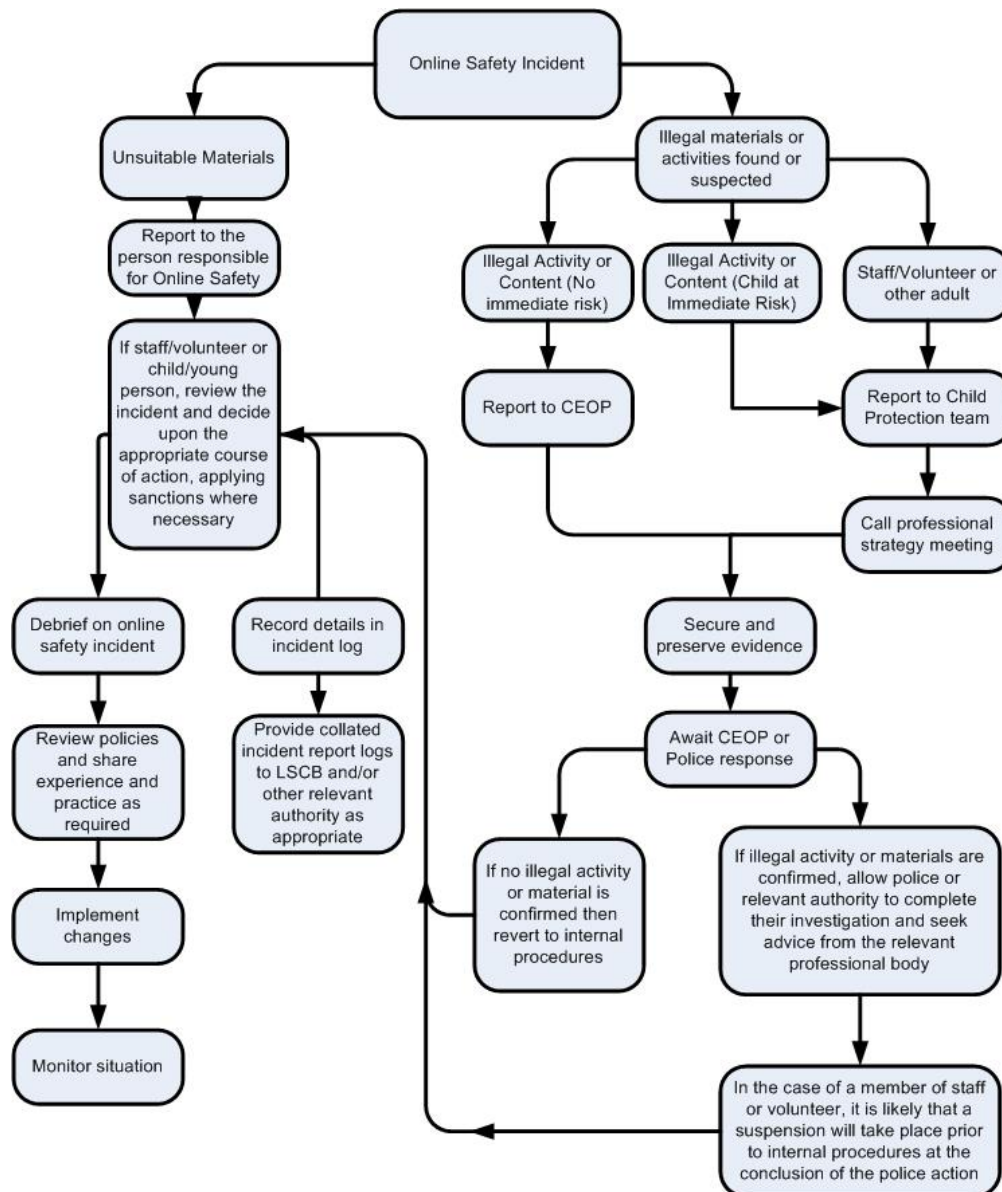 Online Safety Incident
Unsuitable Materials
Illegal materials or
activities found or
suspected
Report to the
person responsible
for Online Safety
Illegal Activity or
Content (No
immediate risk)
Illegal Activity or
Content (Child at
Immediate Risk)
Staff/Volunteer or
other adult
If staff/volunteer or
child/young
person, review the
incident and decide
upon the
appropriate course
of action, applying
sanctions where
necessary
Report to CEOP
Report to Child
Protection team
Call professional
strategy meeting
Debrief on online
safety incident
Record details in
incident log
Secure and
preserve evidence
Review policies
and share
experience and
practice as
required
Provide collated
incident report logs
to LSCB and/or
other relevant
authority as
appropriate
Await CEOP or
Police response
If no illegal activity
or material is
confirmed then
revert to internal
procedures
If illegal activity or materials are
confirmed, allow police or
relevant authority to complete
their investigation and seek
advice from the relevant
professional body
Implement
changes
Monitor situation
In the case of a member of staff
or volunteer, it is likely that a
suspension will take place prior
to internal procedures at the
conclusion of the police action